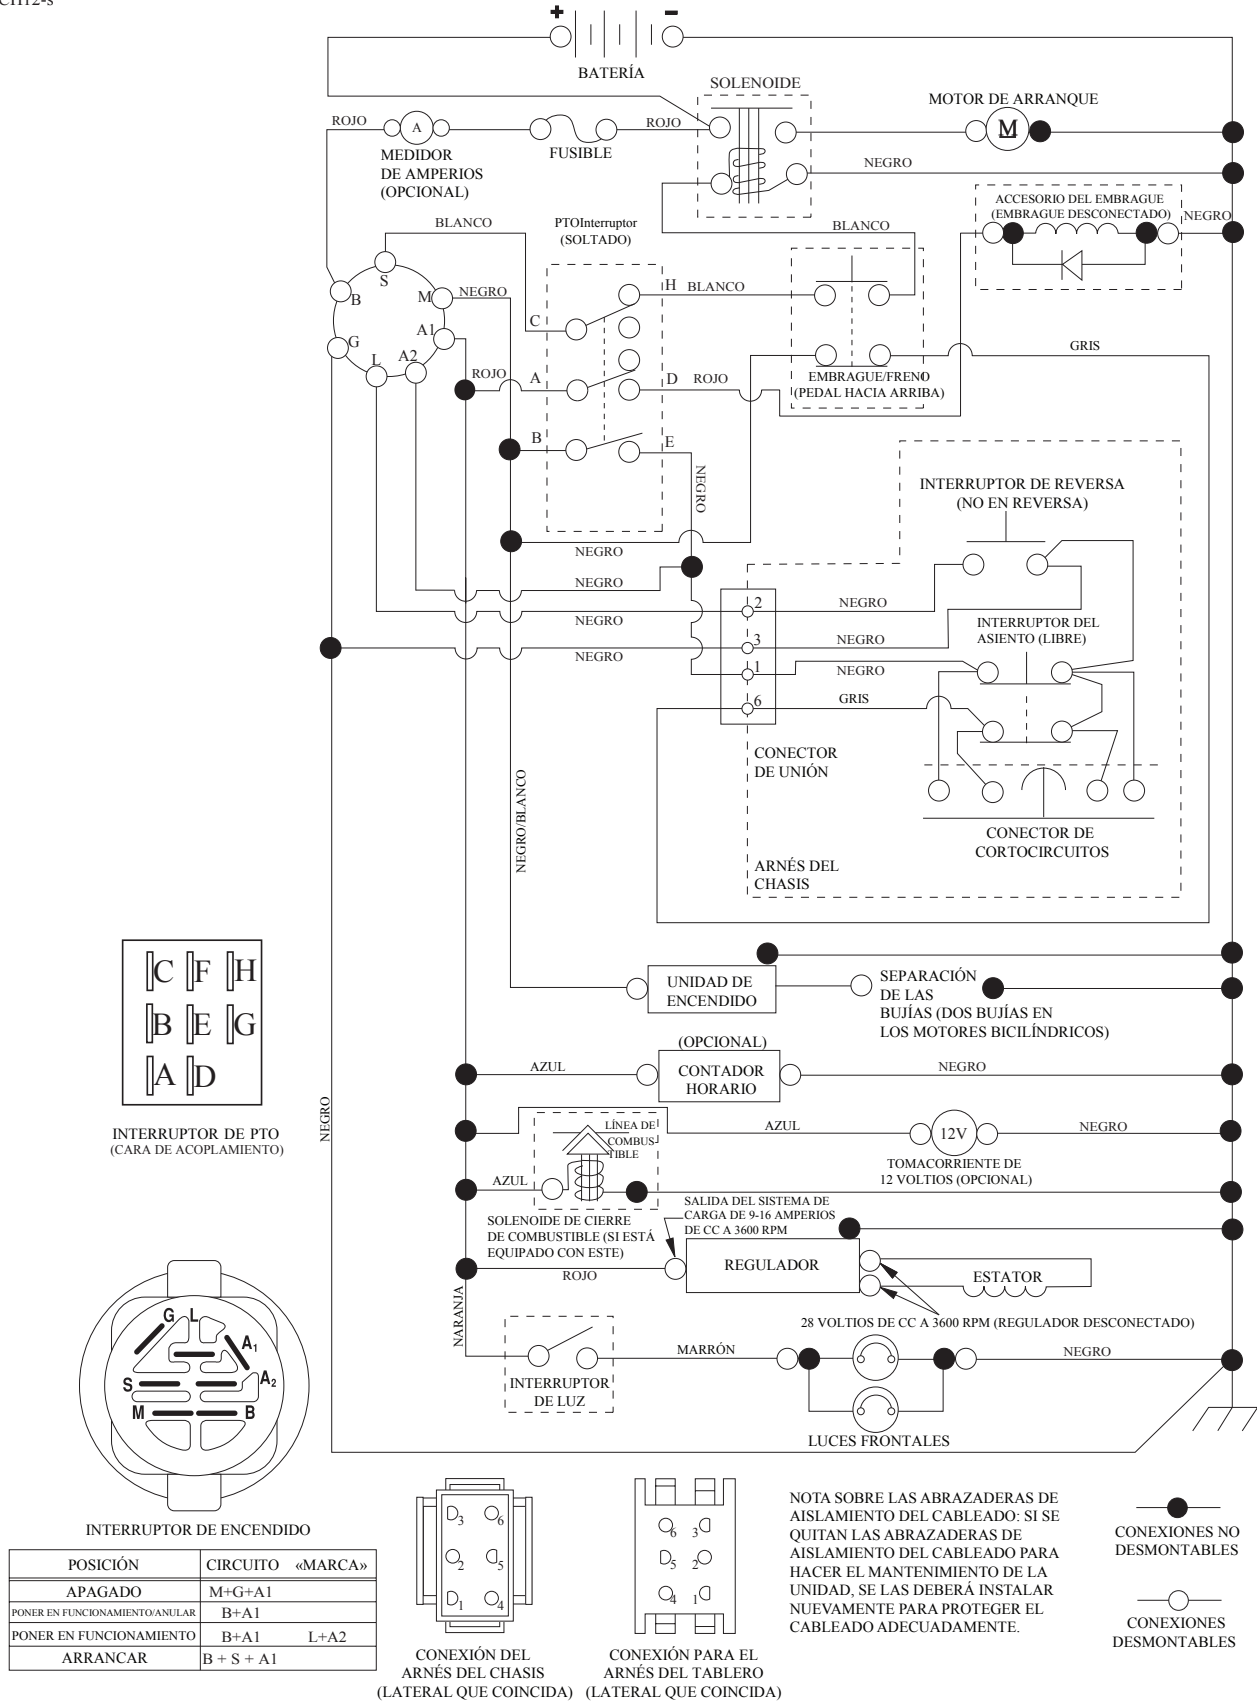 CH12-s
+
-
BATERÍA
SOLENOIDE
MOTOR DE ARRANQUE
ROJO
A
ROJO
M
MEDIDOR
DE AMPERIOS
(OPCIONAL)
FUSIBLE
NEGRO
ACCESORIO DEL EMBRAGUE
(EMBRAGUE DESCONECTADO)
NEGRO
BLANCO
PTOInterruptor
(SOLTADO)
BLANCO
S
B
M
NEGRO
H
BLANCO
C
G
A1
L
A2
GRIS
ROJO
A
D
ROJO
EMBRAGUE/FRENO
(PEDAL HACIA ARRIBA)
B
E
NEGRO
INTERRUPTOR DE REVERSA
(NO EN REVERSA)
NEGRO
NEGRO
NEGRO
NEGRO
2
NEGRO
INTERRUPTOR DEL
ASIENTO (LIBRE)
3
NEGRO
1
NEGRO
6
GRIS
CONECTOR
DE UNIÓN
NEGRO/BLANCO
CONECTOR DE
CORTOCIRCUITOS
ARNÉS DEL
CHASIS
C F H
B E G
A D
INTERRUPTOR DE PTO
(CARA DE ACOPLAMIENTO)
UNIDAD DE
ENCENDIDO
SEPARACIÓN
DE LAS
BUJÍAS (DOS BUJÍAS EN
LOS MOTORES BICILÍNDRICOS)
(OPCIONAL)
AZUL
CONTADOR
HORARIO
NEGRO
NEGRO
LÍNEA DE
COMBUS-
TIBLE
AZUL
12V
NEGRO
TOMACORRIENTE DE
12 VOLTIOS (OPCIONAL)
AZUL
SOLENOIDE DE CIERRE
DE COMBUSTIBLE (SI ESTÁ
EQUIPADO CON ESTE)
SALIDA DEL SISTEMA DE
CARGA DE 9-16 AMPERIOS
DE CC A 3600 RPM
ROJO
REGULADOR
ESTATOR
28 VOLTIOS DE CC A 3600 RPM (REGULADOR DESCONECTADO)
NARANJA
INTERRUPTOR
DE LUZ
MARRÓN
NEGRO
LUCES FRONTALES
G L
A1
S
A2
M
B
INTERRUPTOR DE ENCENDIDO
POSICIÓN CIRCUITO «MARCA»
APAGADO M+G+A1
PONER EN FUNCIONAMIENTO/ANULAR B+A1
PONER EN FUNCIONAMIENTO B+A1 L+A2
ARRANCAR B + S + A1
3 6
2 5
1 4
CONEXIÓN DEL
ARNÉS DEL CHASIS
(LATERAL QUE COINCIDA)
6 3
5 2
4 1
CONEXIÓN PARA EL
ARNÉS DEL TABLERO
(LATERAL QUE COINCIDA)
NOTA SOBRE LAS ABRAZADERAS DE
AISLAMIENTO DEL CABLEADO: SI SE
QUITAN LAS ABRAZADERAS DE
AISLAMIENTO DEL CABLEADO PARA
HACER EL MANTENIMIENTO DE LA
UNIDAD, SE LAS DEBERÁ INSTALAR
NUEVAMENTE PARA PROTEGER EL
CABLEADO ADECUADAMENTE.
CONEXIONES NO
DESMONTABLES
CONEXIONES
DESMONTABLES